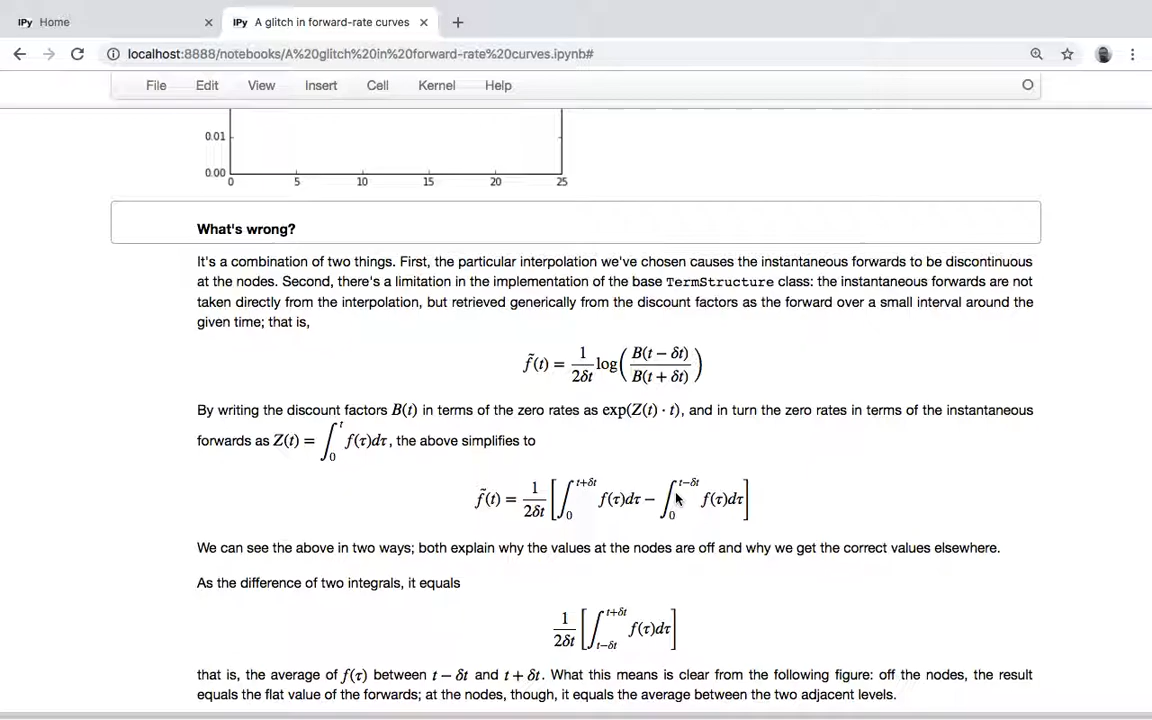 IPy Home × IPy A glitch in forward-rate curves × +
localhost:8888/notebooks/A%20glitch%20in%20forward-rate%20curves.ipynb#
File Edit View Insert Cell Kernel Help
0.01
0.00
0 5 10 15 20 25
What's wrong?
It's a combination of two things. First, the particular interpolation we've chosen causes the instantaneous forwards to be discontinuous
at the nodes. Second, there's a limitation in the implementation of the base TermStructure class: the instantaneous forwards are not
taken directly from the interpolation, but retrieved generically from the discount factors as the forward over a small interval around the
given time; that is,
f̃(t) = 1/2δt log( B(t − δt) / B(t + δt) )
By writing the discount factors B(t) in terms of the zero rates as exp(Z(t) · t), and in turn the zero rates in terms of the instantaneous
forwards as Z(t) = ∫₀ᵗ f(τ)dτ, the above simplifies to
f̃(t) = 1/2δt [ ∫₀^{t+δt} f(τ)dτ − ∫₀^{t−δt} f(τ)dτ ]
We can see the above in two ways; both explain why the values at the nodes are off and why we get the correct values elsewhere.
As the difference of two integrals, it equals
1/2δt [ ∫_{t−δt}^{t+δt} f(τ)dτ ]
that is, the average of f(τ) between t − δt and t + δt. What this means is clear from the following figure: off the nodes, the result
equals the flat value of the forwards; at the nodes, though, it equals the average between the two adjacent levels.